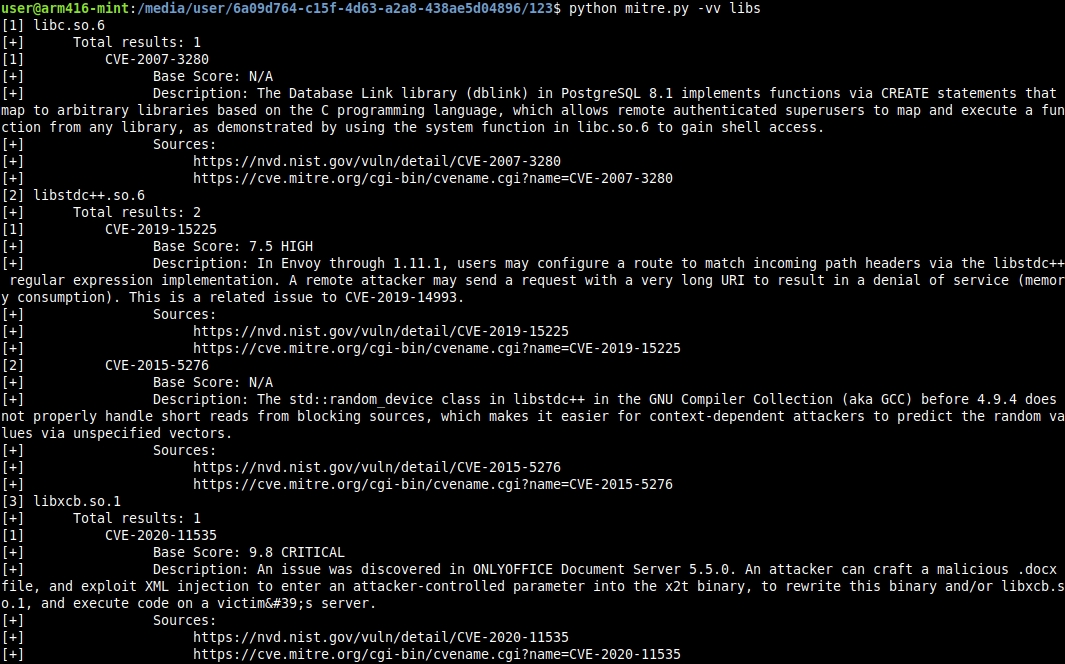 user@arm416-mint:/media/user/6a09d764-c15f-4d63-a2a8-438ae5d04896/123$ python mitre.py -vv libs
[1] libc.so.6
[+]      Total results: 1
[1]          CVE-2007-3280
[+]                Base Score: N/A
[+]                Description: The Database Link library (dblink) in PostgreSQL 8.1 implements functions via CREATE statements that
map to arbitrary libraries based on the C programming language, which allows remote authenticated superusers to map and execute a fun
ction from any library, as demonstrated by using the system function in libc.so.6 to gain shell access.
[+]                Sources:
[+]                     https://nvd.nist.gov/vuln/detail/CVE-2007-3280
[+]                     https://cve.mitre.org/cgi-bin/cvename.cgi?name=CVE-2007-3280
[2] libstdc++.so.6
[+]      Total results: 2
[1]          CVE-2019-15225
[+]                Base Score: 7.5 HIGH
[+]                Description: In Envoy through 1.11.1, users may configure a route to match incoming path headers via the libstdc++
 regular expression implementation. A remote attacker may send a request with a very long URI to result in a denial of service (memor
y consumption). This is a related issue to CVE-2019-14993.
[+]                Sources:
[+]                     https://nvd.nist.gov/vuln/detail/CVE-2019-15225
[+]                     https://cve.mitre.org/cgi-bin/cvename.cgi?name=CVE-2019-15225
[2]          CVE-2015-5276
[+]                Base Score: N/A
[+]                Description: The std::random_device class in libstdc++ in the GNU Compiler Collection (aka GCC) before 4.9.4 does
not properly handle short reads from blocking sources, which makes it easier for context-dependent attackers to predict the random va
lues via unspecified vectors.
[+]                Sources:
[+]                     https://nvd.nist.gov/vuln/detail/CVE-2015-5276
[+]                     https://cve.mitre.org/cgi-bin/cvename.cgi?name=CVE-2015-5276
[3] libxcb.so.1
[+]      Total results: 1
[1]          CVE-2020-11535
[+]                Base Score: 9.8 CRITICAL
[+]                Description: An issue was discovered in ONLYOFFICE Document Server 5.5.0. An attacker can craft a malicious .docx
file, and exploit XML injection to enter an attacker-controlled parameter into the x2t binary, to rewrite this binary and/or libxcb.s
o.1, and execute code on a victim&#39;s server.
[+]                Sources:
[+]                     https://nvd.nist.gov/vuln/detail/CVE-2020-11535
[+]                     https://cve.mitre.org/cgi-bin/cvename.cgi?name=CVE-2020-11535